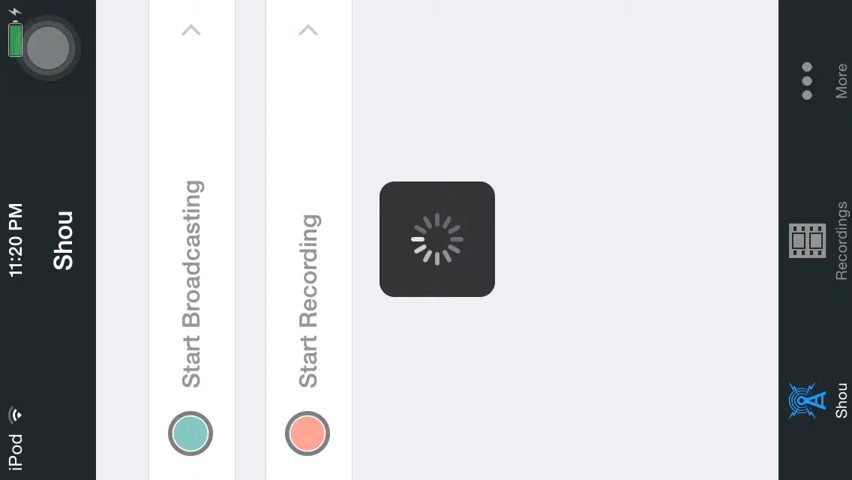 iPod
11:20 PM
Shou
Start Broadcasting
Start Recording
Shou
Recordings
More